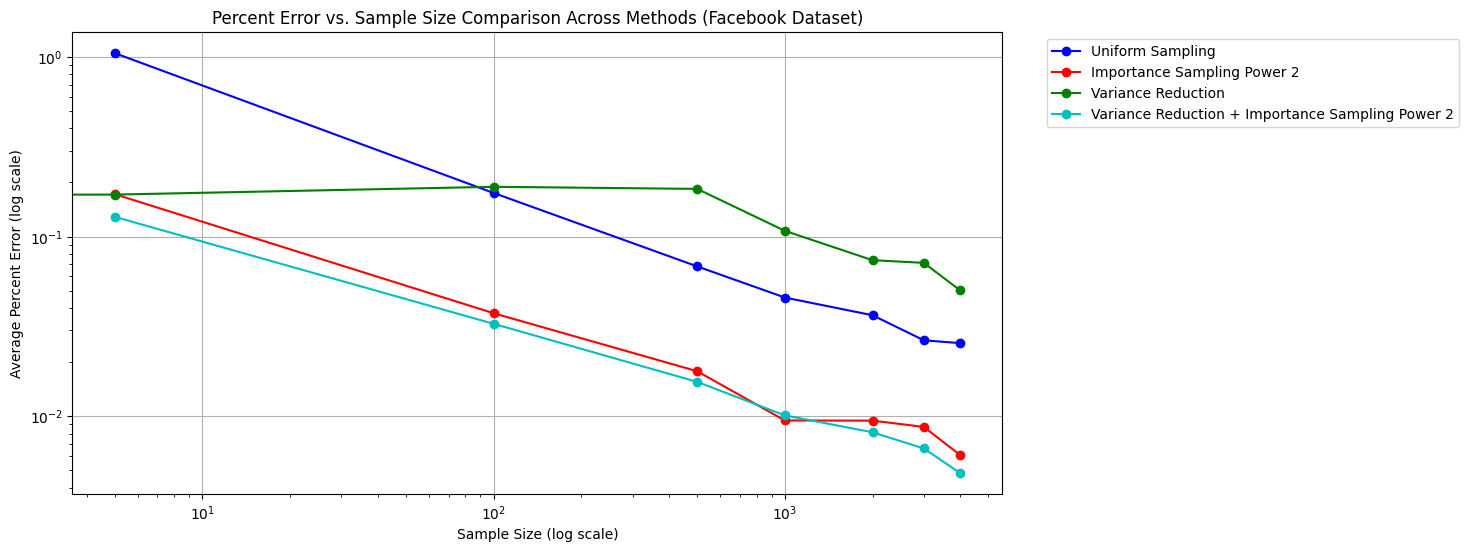 Percent Error vs. Sample Size Comparison Across Methods (Facebook Dataset)
Average Percent Error (log scale)
10⁰
10⁻¹
10⁻²
10¹
10²
10³
Sample Size (log scale)
Uniform Sampling
Importance Sampling Power 2
Variance Reduction
Variance Reduction + Importance Sampling Power 2